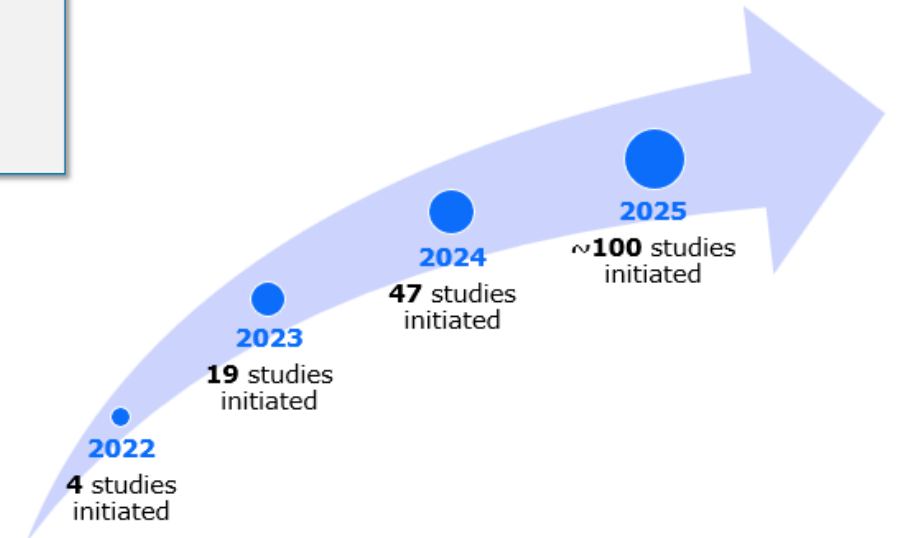 2022
4 studies
initiated
2023
19 studies
initiated
2024
47 studies
initiated
2025
~100 studies
initiated